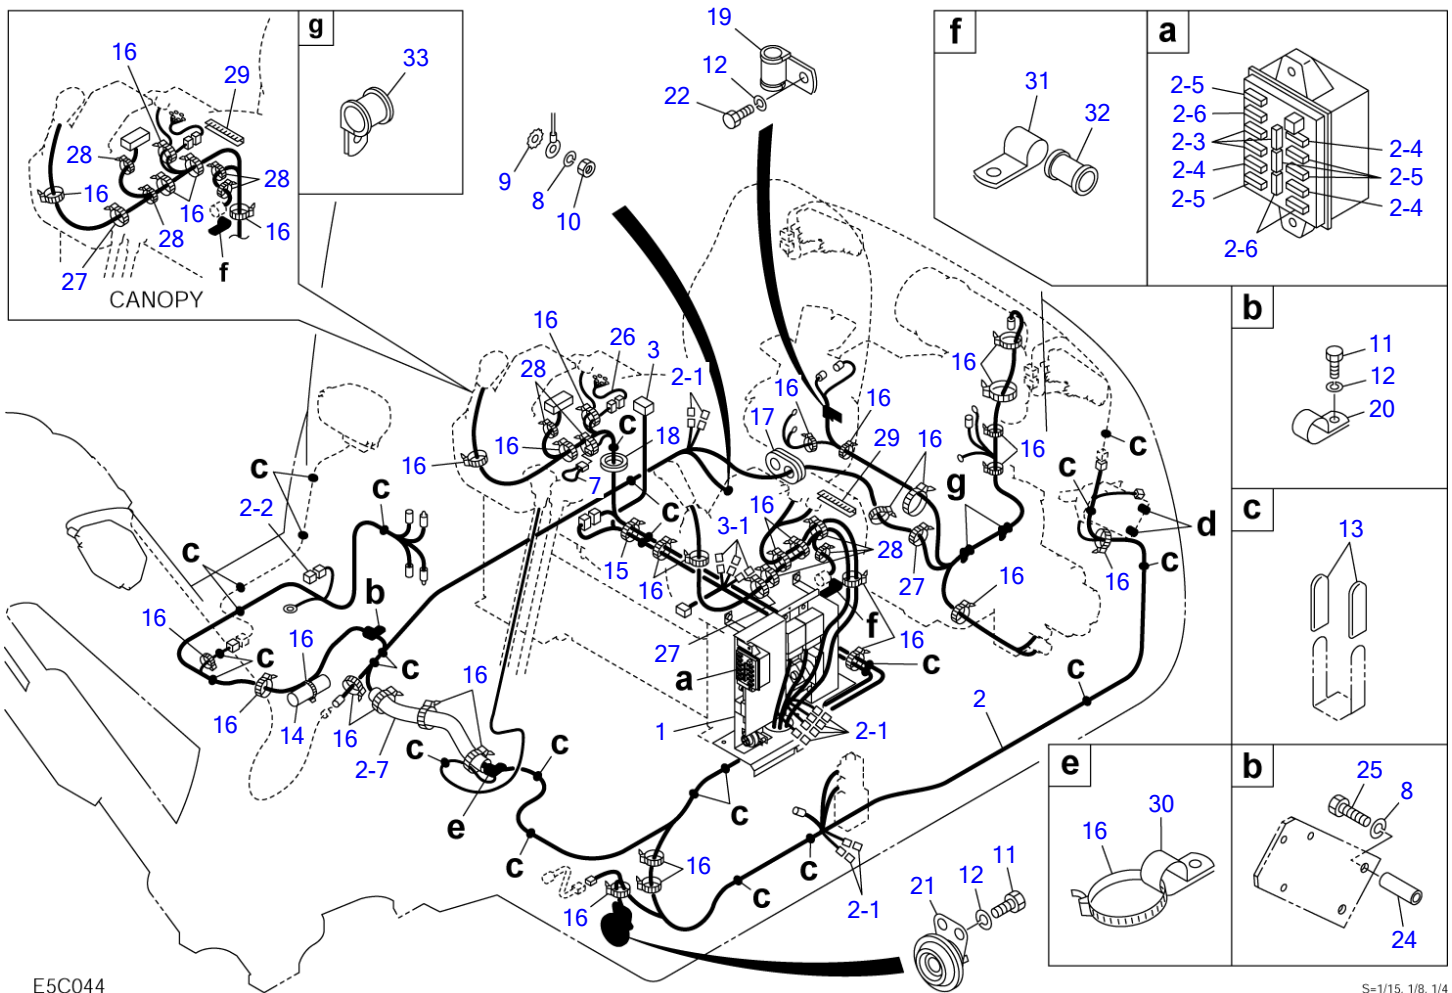 g
33
16
29
28
16
16
28
28
16
27
f
CANOPY
19
12
22
9
8
10
f
31
32
a
2-5
2-6
2-3
2-4
2-5
2-4
2-5
2-4
2-6
b
11
12
20
c
13
16
26
3
28
2-1
c
16
18
16
7
17
16
16
29
16
16
16
c
c
g
d
c
c
2-2
c
c
15
16
3-1
16
28
27
16
16
c
b
16
16
c
c
16
14
16
2-7
16
27
f
16
c
a
1
2-1
2
c
c
c
e
c
c
16
16
c
c
2-1
21
12
11
e
30
16
b
25
8
24
E5C044
S=1/15, 1/8, 1/4